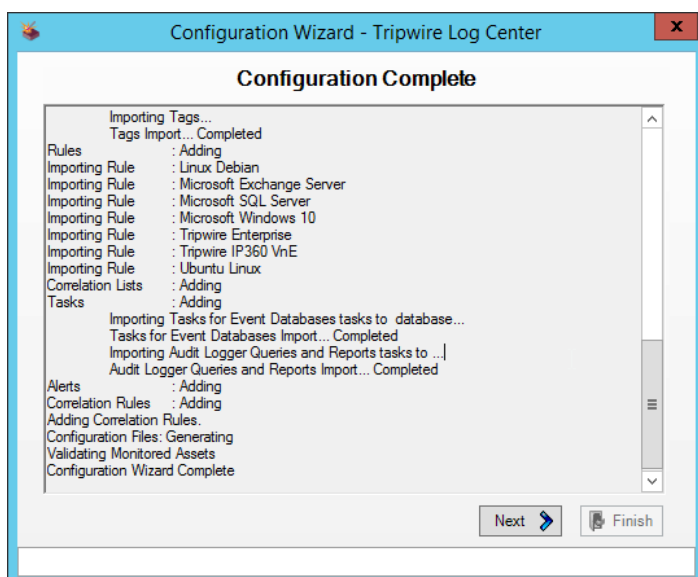 Configuration Wizard - Tripwire Log Center
x
Configuration Complete
Importing Tags...
Tags Import... Completed
Rules : Adding
Importing Rule : Linux Debian
Importing Rule : Microsoft Exchange Server
Importing Rule : Microsoft SQL Server
Importing Rule : Microsoft Windows 10
Importing Rule : Tripwire Enterprise
Importing Rule : Tripwire IP360 VnE
Importing Rule : Ubuntu Linux
Correlation Lists : Adding
Tasks : Adding
Importing Tasks for Event Databases tasks to database...
Tasks for Event Databases Import... Completed
Importing Audit Logger Queries and Reports tasks to ...
Audit Logger Queries and Reports Import... Completed
Alerts : Adding
Correlation Rules : Adding
Adding Correlation Rules.
Configuration Files: Generating
Validating Monitored Assets
Configuration Wizard Complete
Next
Finish